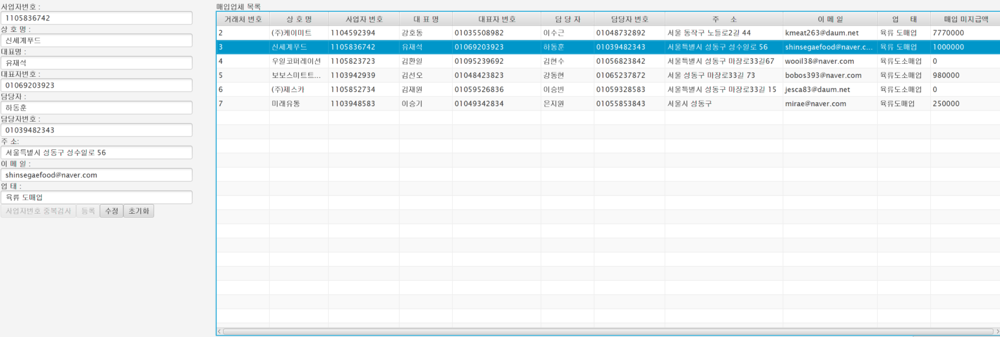 사업자번호 :
1105836742
상 호 명 :
신세계푸드
대표명 :
유재석
대표자번호 :
01069203923
담당자 :
하동훈
담당자번호 :
01039482343
주 소:
서울특별시 성동구 성수일로 56
이 메 일 :
shinsegaefood@naver.com
업 태 :
육류 도매업
사업자번호 중복검사 등록 수정 초기화
매입업체 목록
거래처 번호 상 호 명 사업자 번호 대 표 명 대표자 번호 담 당 자 담당자 번호 주 소 이 메 일 업 태 매입 미지급액
2 (주)케이미트 1104592394 강호동 01035508982 이수근 01048732892 서울 동작구 노들로2길 44 kmeat263@daum.net 육류 도매업 7770000
3 신세계푸드 1105836742 유재석 01069203923 하동훈 01039482343 서울특별시 성동구 성수일로 56 shinsegaefood@naver.c... 육류 도매업 1000000
4 우일코퍼레이션 1105823723 김환일 01095239692 김현수 01056823842 서울특별시 성동구 마장로33길67 wooil38@naver.com 육류도소매업 0
5 보보스미트트... 1103942939 김선오 01048423823 강동현 01065237872 서울 성동구 마장로33길 73 bobos393@naver.com 육류도소매업 980000
6 (주)제스카 1105852734 김재원 01059526836 이승빈 01059328583 서울특별시 성동구 마장로33길 15 jesca83@daum.net 육류도소매업 0
7 미래유통 1103948583 이승기 01049342834 은지원 01055853843 서울시 성동구 mirae@naver.com 육류도매업 250000